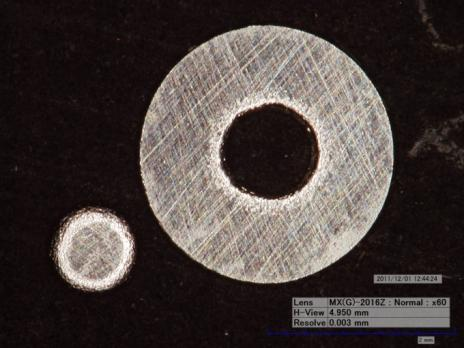 2011/12/01 12:44:24
Lens MX(G)-2016Z : Normal : x60
H-View 4.950 mm
Resolve 0.003 mm
2 mm